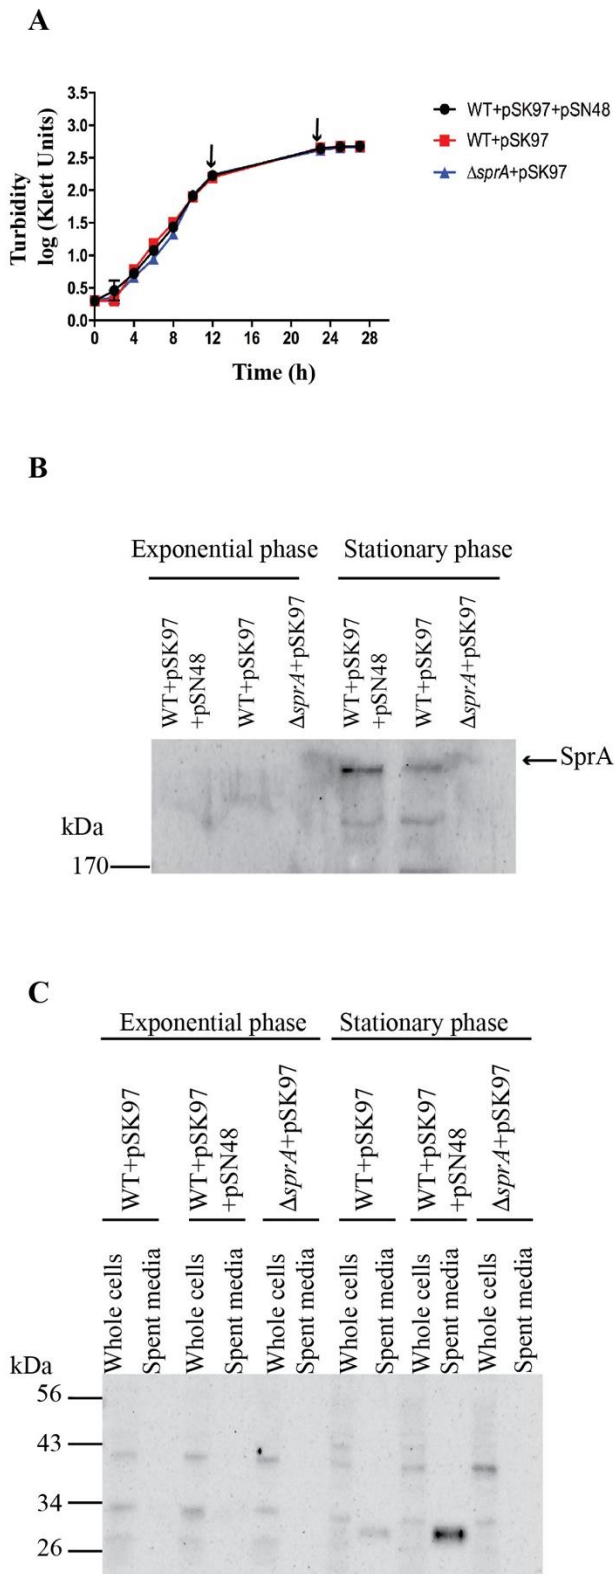 A
Turbidity
log (Klett Units)
3.5
3.0
2.5
2.0
1.5
1.0
0.5
0.0
0 4 8 12 16 20 24 28
Time (h)
WT+pSK97+pSN48
WT+pSK97
ΔsprA+pSK97
B
Exponential phase Stationary phase
WT+pSK97
+pSN48
WT+pSK97
ΔsprA+pSK97
WT+pSK97
+pSN48
WT+pSK97
ΔsprA+pSK97
SprA
kDa
170
C
Exponential phase Stationary phase
WT+pSK97
WT+pSK97
+pSN48
ΔsprA+pSK97
WT+pSK97
WT+pSK97
+pSN48
ΔsprA+pSK97
Whole cells
Spent media
Whole cells
Spent media
Whole cells
Spent media
Whole cells
Spent media
Whole cells
Spent media
Whole cells
Spent media
kDa
56
43
34
26